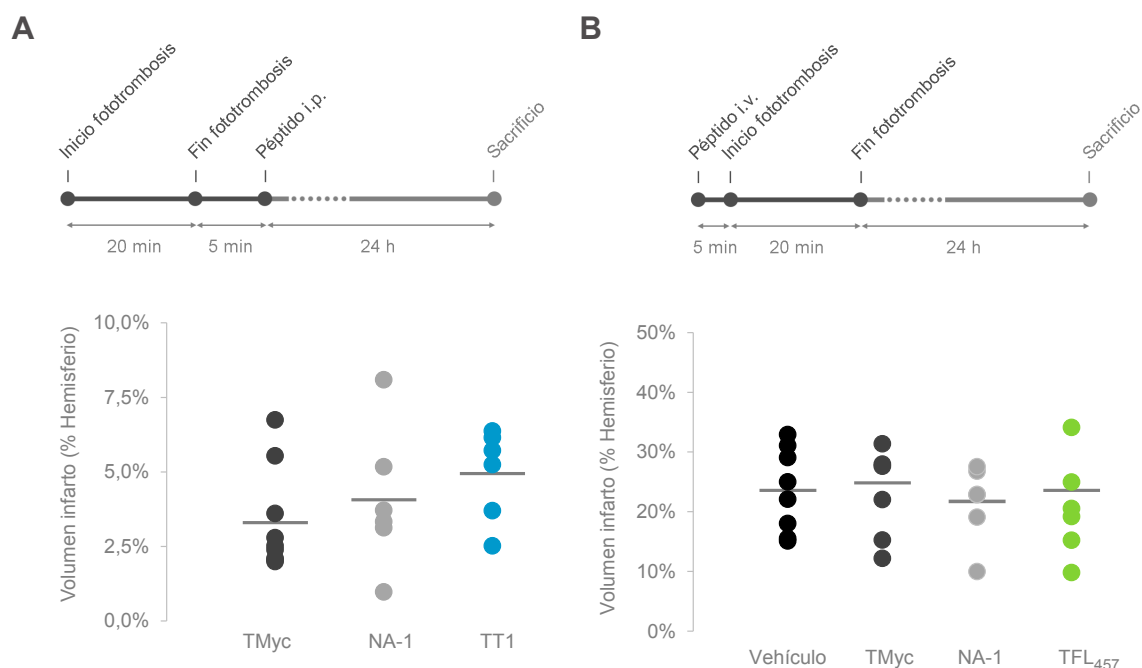 A
Inicio fototrombosis
Fin fototrombosis
Péptido i.p.
Sacrificio
20 min
5 min
24 h
Volumen infarto (% Hemisferio)
10,0%
7,5%
5,0%
2,5%
0,0%
TMyc
NA-1
TT1
B
Péptido i.v.
Inicio fototrombosis
Fin fototrombosis
Sacrificio
5 min
20 min
24 h
Volumen infarto (% Hemisferio)
50%
40%
30%
20%
10%
0%
Vehículo
TMyc
NA-1
TFL₄₅₇